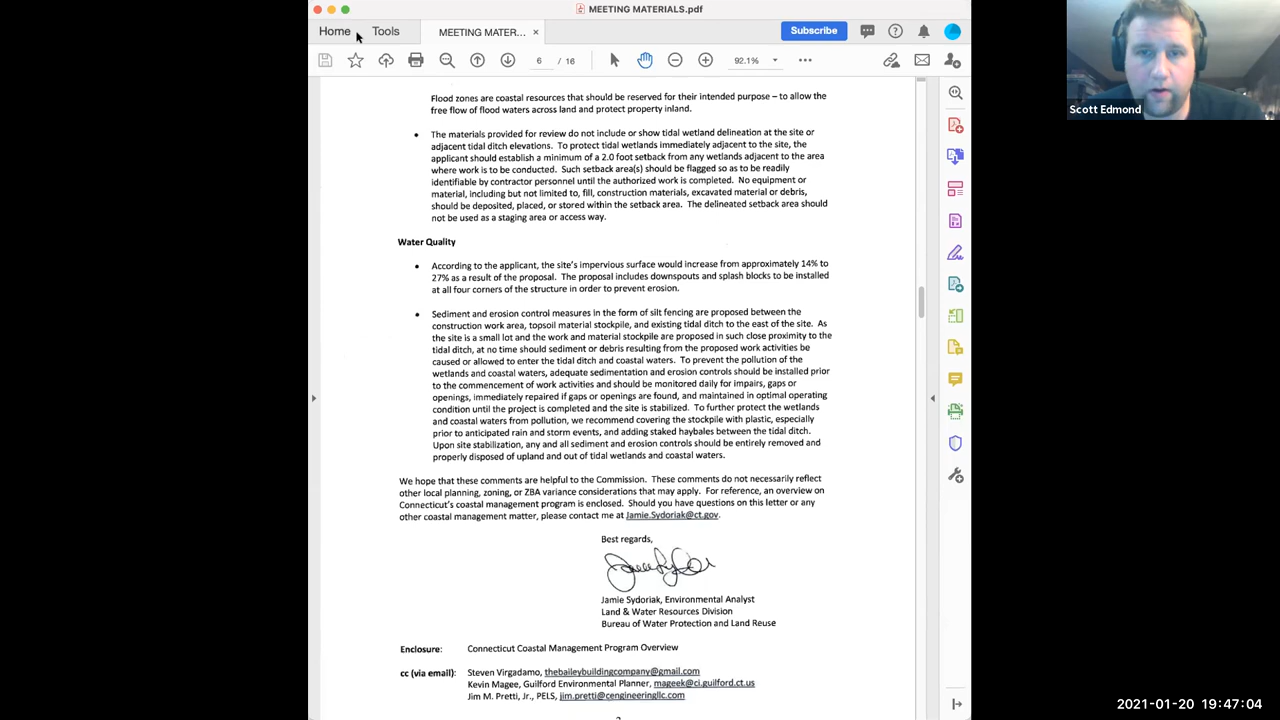 MEETING MATERIALS.pdf
Home
Tools
MEETING MATER... ×
Subscribe
6 / 16
92.1%
Scott Edmond
Flood zones are coastal resources that should be reserved for their intended purpose – to allow the
free flow of flood waters across land and protect property inland.
• The materials provided for review do not include or show tidal wetland delineation at the site or
adjacent tidal ditch elevations. To protect tidal wetlands immediately adjacent to the site, the
applicant should establish a minimum of a 2.0 foot setback from any wetlands adjacent to the area
where work is to be conducted. Such setback area(s) should be flagged so as to be readily
identifiable by contractor personnel until the authorized work is completed. No equipment or
material, including but not limited to, fill, construction materials, excavated material or debris,
should be deposited, placed, or stored within the setback area. The delineated setback area should
not be used as a staging area or access way.
Water Quality
• According to the applicant, the site's impervious surface would increase from approximately 14% to
27% as a result of the proposal. The proposal includes downspouts and splash blocks to be installed
at all four corners of the structure in order to prevent erosion.
• Sediment and erosion control measures in the form of silt fencing are proposed between the
construction work area, topsoil material stockpile, and existing tidal ditch to the east of the site. As
the site is a small lot and the work and material stockpile are proposed in such close proximity to the
tidal ditch, at no time should sediment or debris resulting from the proposed work activities be
caused or allowed to enter the tidal ditch and coastal waters. To prevent the pollution of the
wetlands and coastal waters, adequate sedimentation and erosion controls should be installed prior
to the commencement of work activities and should be monitored daily for impairs, gaps or
openings, immediately repaired if gaps or openings are found, and maintained in optimal operating
condition until the project is completed and the site is stabilized. To further protect the wetlands
and coastal waters from pollution, we recommend covering the stockpile with plastic, especially
prior to anticipated rain and storm events, and adding staked haybales between the tidal ditch.
Upon site stabilization, any and all sediment and erosion controls should be entirely removed and
properly disposed of upland and out of tidal wetlands and coastal waters.
We hope that these comments are helpful to the Commission. These comments do not necessarily reflect
other local planning, zoning, or ZBA variance considerations that may apply. For reference, an overview on
Connecticut's coastal management program is enclosed. Should you have questions on this letter or any
other coastal management matter, please contact me at Jamie.Sydoriak@ct.gov.
Best regards,
Jamie Sydoriak, Environmental Analyst
Land & Water Resources Division
Bureau of Water Protection and Land Reuse
Enclosure: Connecticut Coastal Management Program Overview
cc (via email): Steven Virgadamo, thebaileybuildingcompany@gmail.com
Kevin Magee, Guilford Environmental Planner, mageek@ci.guilford.ct.us
Jim M. Pretti, Jr., PELS, jim.pretti@cengineeringllc.com
2021-01-20 19:47:04